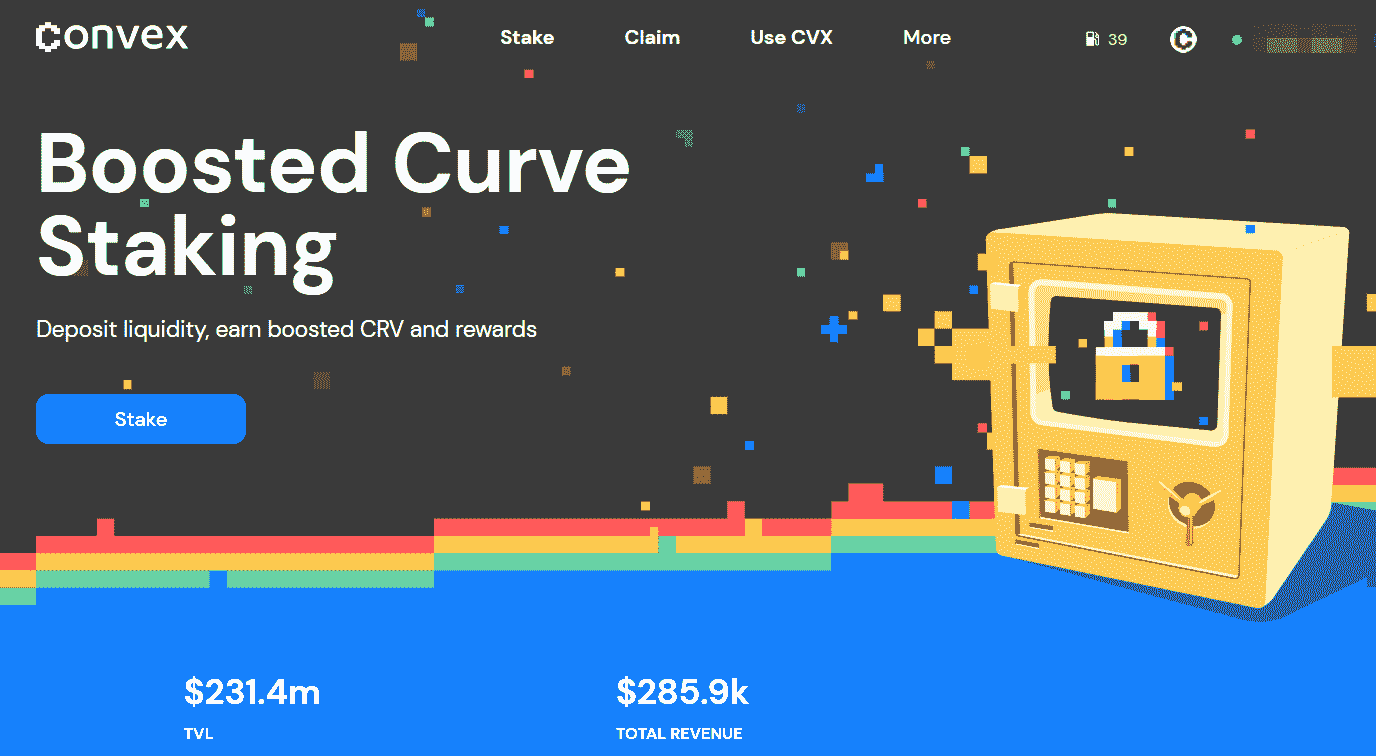 Convex
Stake
Claim
Use CVX
More
39
Boosted Curve
Staking
Deposit liquidity, earn boosted CRV and rewards
Stake
$231.4m
$285.9k
TVL
TOTAL REVENUE